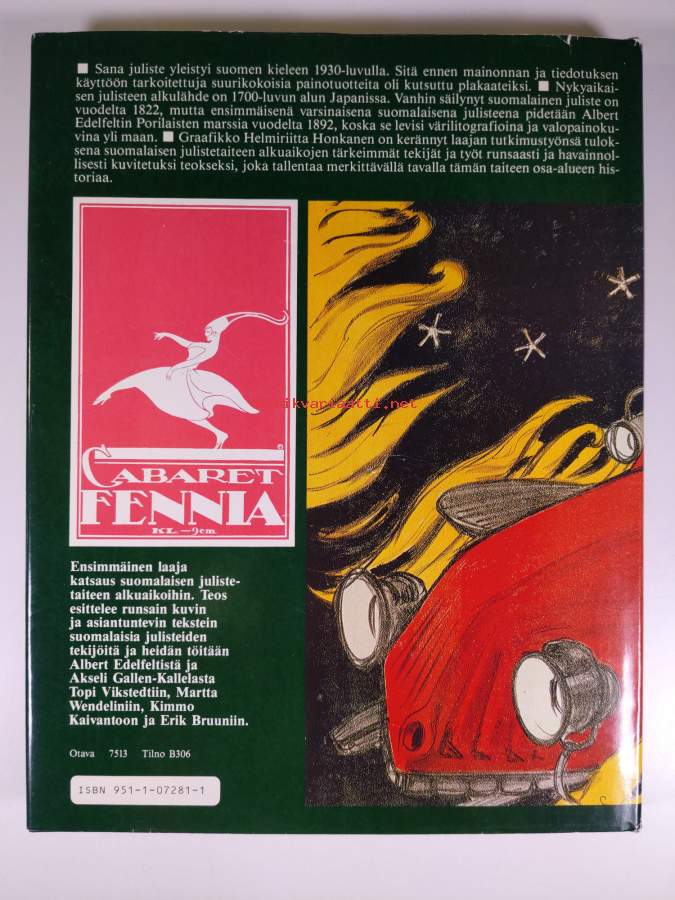 ■ Sana juliste yleistyi suomen kieleen 1930-luvulla. Sitä ennen mainonnan ja tiedotuksen
käyttöön tarkoitettuja suurikokoisia painotuotteita oli kutsuttu plakaateiksi. ■ Nykyaikai-
sen julisteen alkulähde on 1700-luvun alun Japanissa. Vanhin säilynyt suomalainen juliste on
vuodelta 1822, mutta ensimmäisenä varsinaisena suomalaisena julisteena pidetään Albert
Edelfeltin Porilaisten marssia vuodelta 1892, koska se levisi värilitografioina ja valopainoku-
vina yli maan. ■ Graafikko Helmiriitta Honkanen on kerännyt laajan tutkimustyönsä tulok-
sena suomalaisen julistetaiteen alkuaikojen tärkeimmät tekijät ja työt runsaasti ja havainnol-
lisesti kuvitetuksi teokseksi, joka tallentaa merkittävällä tavalla tämän taiteen osa-alueen his-
toriaa.
CABARET
FENNIA
KL.–9em.
Ensimmäinen laaja
katsaus suomalaisen juliste-
taiteen alkuaikoihin. Teos
esittelee runsain kuvin
ja asiantuntevin tekstein
suomalaisia julisteiden
tekijöitä ja heidän töitään
Albert Edelfeltistä ja
Akseli Gallen-Kallelasta
Topi Vikstedtiin, Martta
Wendeliniin, Kimmo
Kaivantoon ja Erik Bruuniin.
Otava 7513 Tilno B306
ISBN 951-1-07281-1